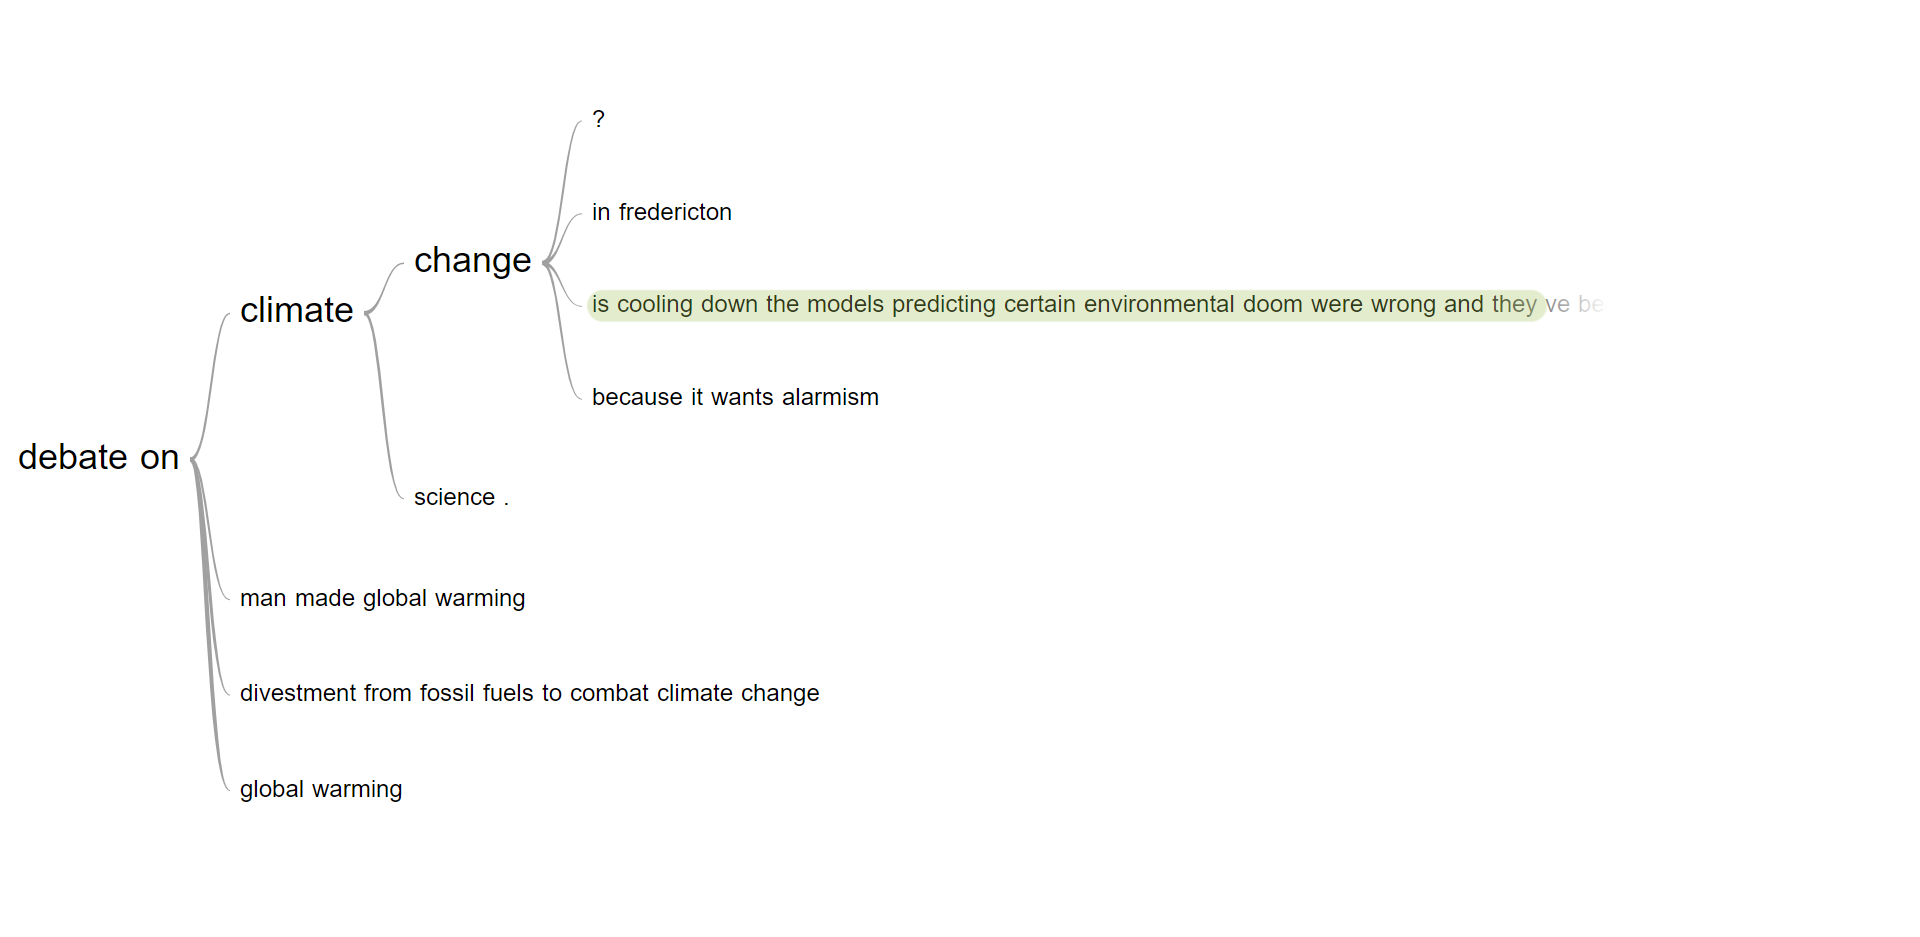 ?
in fredericton
change
climate
is cooling down the models predicting certain environmental doom were wrong and they ve be
because it wants alarmism
debate on
science .
man made global warming
divestment from fossil fuels to combat climate change
global warming